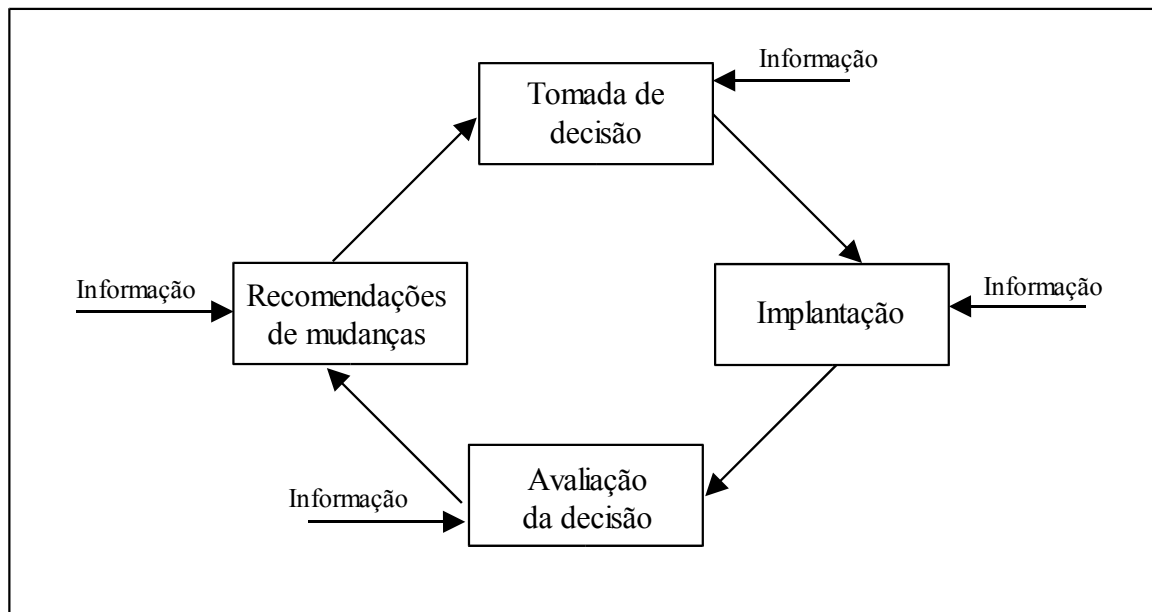 Informação
Tomada de
decisão
Informação
Recomendações
de mudanças
Implantação
Informação
Avaliação
da decisão
Informação